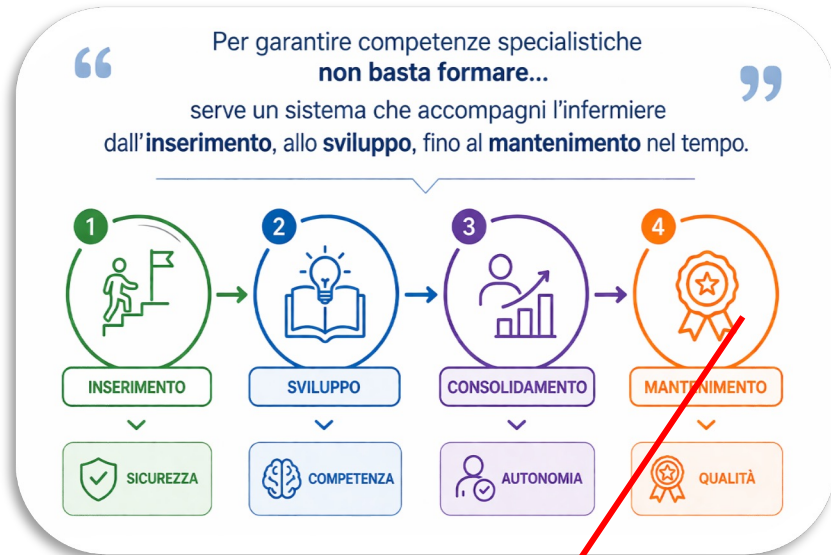 “
Per garantire competenze specialistiche
non basta formare...
”
serve un sistema che accompagni l'infermiere
dall'inserimento, allo sviluppo, fino al mantenimento nel tempo.
1
2
3
4
INSERIMENTO
SVILUPPO
CONSOLIDAMENTO
MANTENIMENTO
SICUREZZA
COMPETENZA
AUTONOMIA
QUALITÀ